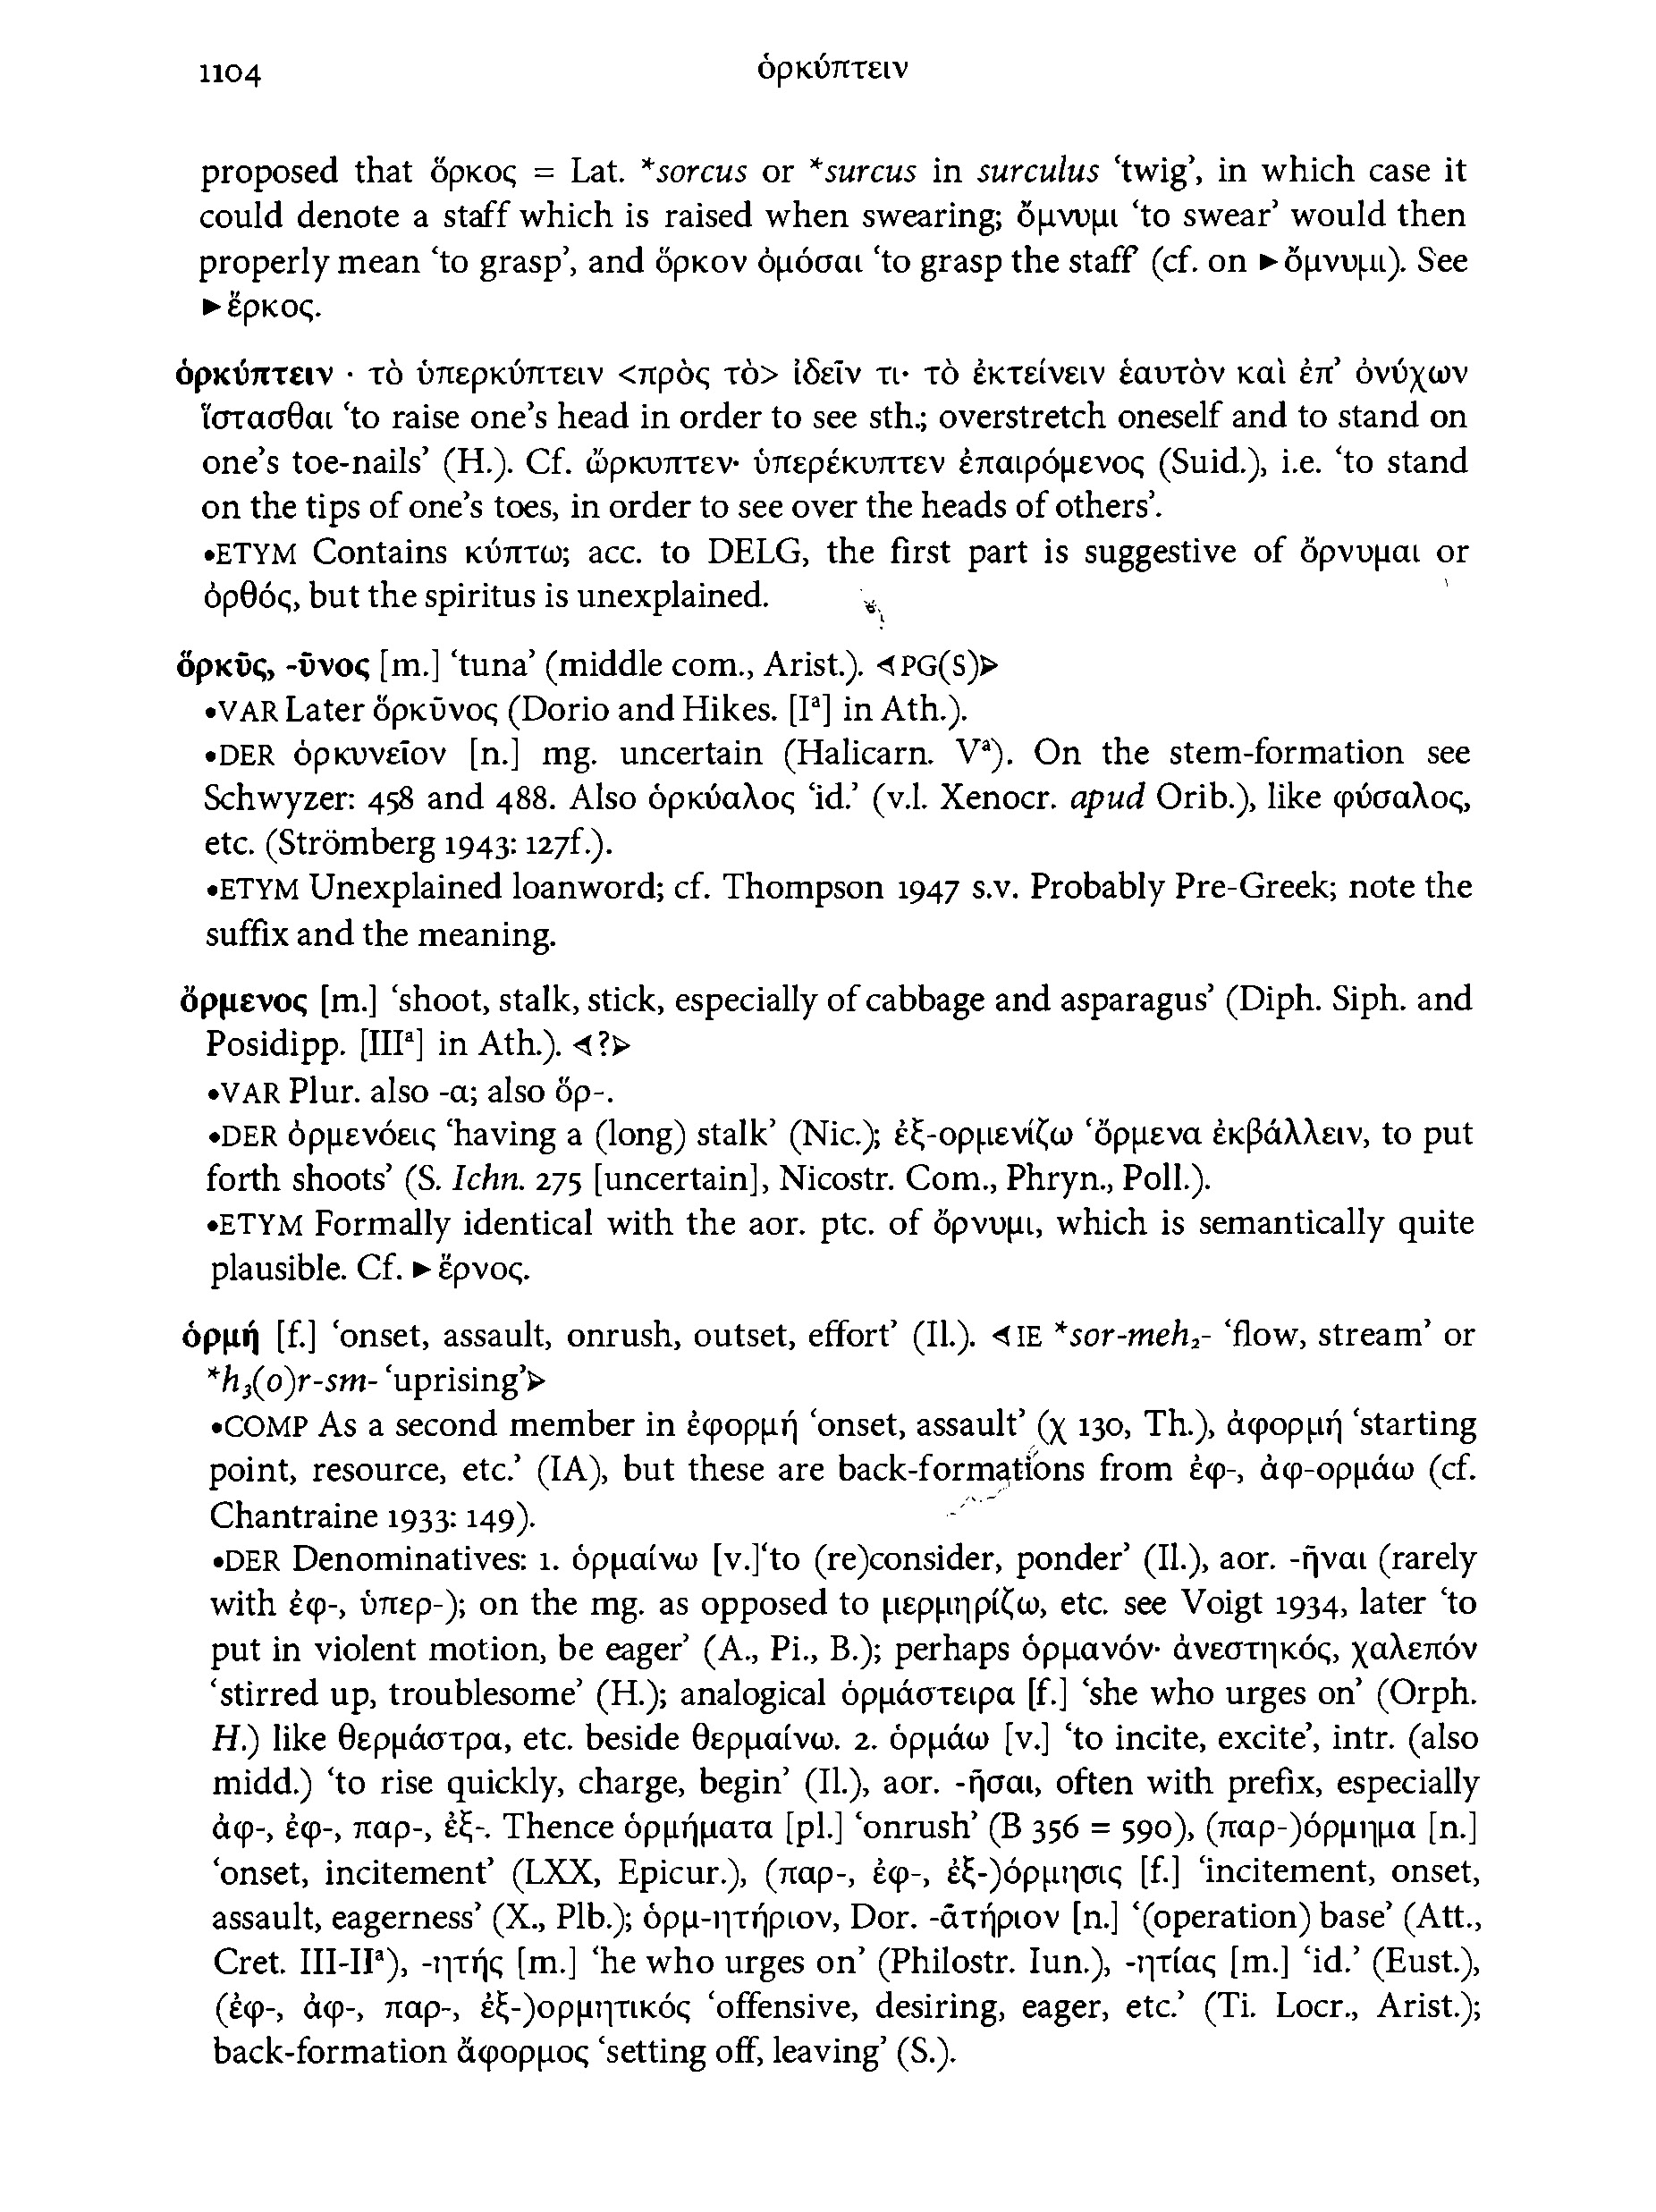 1104 ὁρκύπτειν
proposed that ὅρκος = Lat. *sorcus or *surcus in surculus ‘twig’, in which case it
could denote a staff which is raised when swearing; ὄμνυμι ‘to swear’ would then
properly mean ‘to grasp’, and ὅρκον ὀμόσαι ‘to grasp the staff’ (cf. on ►ὄμνυμι). See
►ἕρκος.
ὁρκύπτειν · τὸ ὑπερκύπτειν <πρὸς τὸ> ἰδεῖν τι· τὸ ἐκτείνειν ἑαυτὸν καὶ ἐπ’ ὀνύχων
ἵστασθαι ‘to raise one’s head in order to see sth.; overstretch oneself and to stand on
one’s toe-nails’ (H.). Cf. ὥρκυπτεν· ὑπερέκυπτεν ἐπαιρόμενος (Suid.), i.e. ‘to stand
on the tips of one’s toes, in order to see over the heads of others’.
•ETYM Contains κύπτω; acc. to DELG, the first part is suggestive of ὄρνυμαι or
ὀρθός, but the spiritus is unexplained.
ὄρκῡς, -ῡνος [m.] ‘tuna’ (middle com., Arist.). ◄PG(S)►
•VAR Later ὄρκῡνος (Dorio and Hikes. [Iª] in Ath.).
•DER ὀρκυνεῖον [n.] mg. uncertain (Halicarn. Vª). On the stem-formation see
Schwyzer: 458 and 488. Also ὀρκύαλος ‘id.’ (v.l. Xenocr. apud Orib.), like φύσαλος,
etc. (Strömberg 1943: 127f.).
•ETYM Unexplained loanword; cf. Thompson 1947 s.v. Probably Pre-Greek; note the
suffix and the meaning.
ὄρμενος [m.] ‘shoot, stalk, stick, especially of cabbage and asparagus’ (Diph. Siph. and
Posidipp. [IIIª] in Ath.). ◄?►
•VAR Plur. also -α; also ὅρ-.
•DER ὀρμενόεις ‘having a (long) stalk’ (Nic.); ἐξ-ορμενίζω ‘ὄρμενα ἐκβάλλειν, to put
forth shoots’ (S. Ichn. 275 [uncertain], Nicostr. Com., Phryn., Poll.).
•ETYM Formally identical with the aor. ptc. of ὄρνυμι, which is semantically quite
plausible. Cf. ►ἔρνος.
ὁρμή [f.] ‘onset, assault, onrush, outset, effort’ (Il.). ◄IE *sor-meh₂- ‘flow, stream’ or
*h₃(o)r-sm- ‘uprising’►
•COMP As a second member in ἐφορμή ‘onset, assault’ (χ 130, Th.), ἀφορμή ‘starting
point, resource, etc.’ (IA), but these are back-formations from ἐφ-, ἀφ-ορμάω (cf.
Chantraine 1933: 149).
•DER Denominatives: 1. ὁρμαίνω [v.]‘to (re)consider, ponder’ (Il.), aor. -ῆναι (rarely
with ἐφ-, ὑπερ-); on the mg. as opposed to μερμηρίζω, etc. see Voigt 1934, later ‘to
put in violent motion, be eager’ (A., Pi., B.); perhaps ὁρμανόν· ἀνεστηκός, χαλεπόν
‘stirred up, troublesome’ (H.); analogical ὁρμάστειρα [f.] ‘she who urges on’ (Orph.
H.) like θερμάστρα, etc. beside θερμαίνω. 2. ὁρμάω [v.] ‘to incite, excite’, intr. (also
midd.) ‘to rise quickly, charge, begin’ (Il.), aor. -ῆσαι, often with prefix, especially
ἀφ-, ἐφ-, παρ-, ἐξ-. Thence ὁρμήματα [pl.] ‘onrush’ (Β 356 = 590), (παρ-)όρμημα [n.]
‘onset, incitement’ (LXX, Epicur.), (παρ-, ἐφ-, ἐξ-)όρμησις [f.] ‘incitement, onset,
assault, eagerness’ (X., Plb.); ὁρμ-ητήριον, Dor. -ᾱτήριον [n.] ‘(operation) base’ (Att.,
Cret. III-IIª), -ητής [m.] ‘he who urges on’ (Philostr. Iun.), -ητίας [m.] ‘id.’ (Eust.),
(ἐφ-, ἀφ-, παρ-, ἐξ-)ορμητικός ‘offensive, desiring, eager, etc.’ (Ti. Locr., Arist.);
back-formation ἄφορμος ‘setting off, leaving’ (S.).